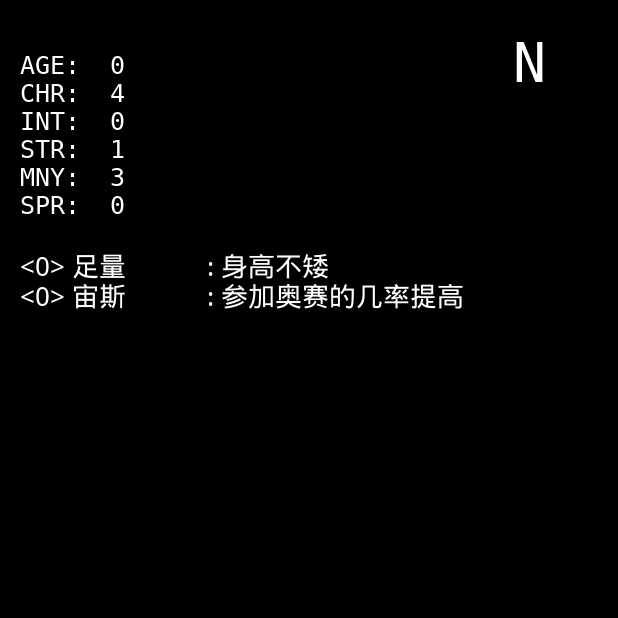 N
AGE: 0
CHR: 4
INT: 0
STR: 1
MNY: 3
SPR: 0
<O> 足量 : 身高不矮
<O> 宙斯 : 参加奥赛的几率提高